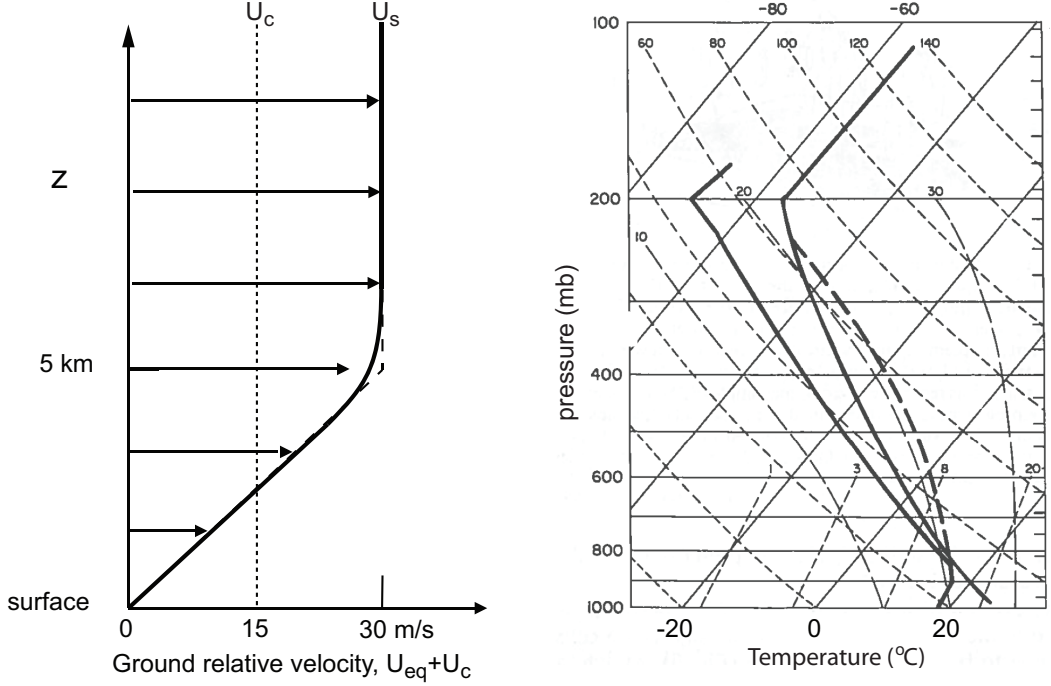 U_c
U_s
z
5 km
surface
0
15
30 m/s
Ground relative velocity, U_eq+U_c
-80
-60
100
60
80
100
120
140
200
20
30
10
pressure (mb)
400
600
1
3
8
20
800
1000
-20
0
20
Temperature (°C)